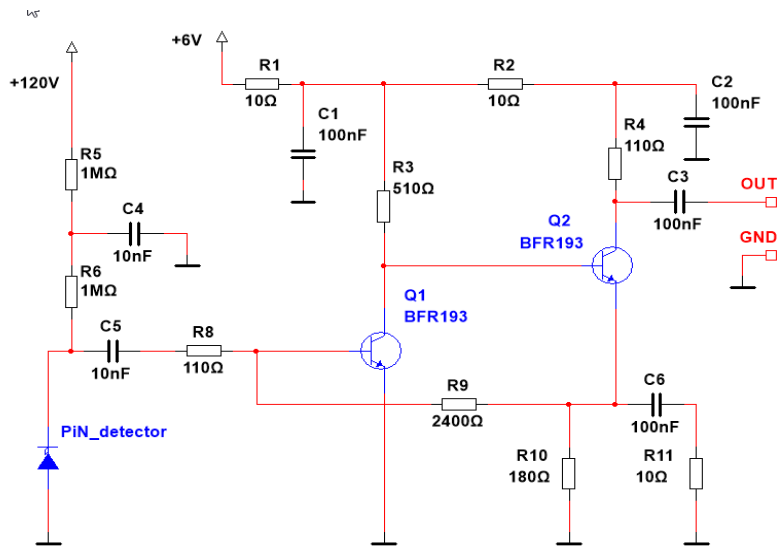 +120V
+6V
R1
10Ω
R2
10Ω
C1
100nF
C2
100nF
R3
510Ω
R4
110Ω
R5
1MΩ
C4
10nF
C3
100nF
OUT
GND
Q2
BFR193
R6
1MΩ
Q1
BFR193
C5
10nF
R8
110Ω
R9
2400Ω
C6
100nF
PiN_detector
R10
180Ω
R11
10Ω